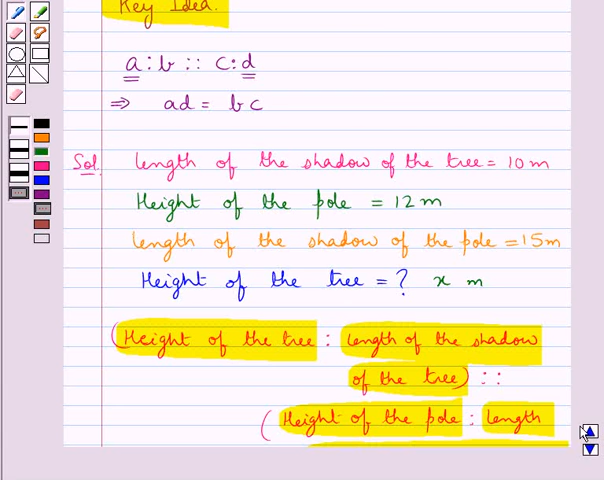 Key Idea.
a : b :: c : d
⇒ ad = bc
Sol. length of the shadow of the tree = 10 m
Height of the pole = 12 m
length of the shadow of the pole = 15 m
Height of the tree = ? x m
(Height of the tree : length of the shadow
of the tree) ::
(Height of the pole : length